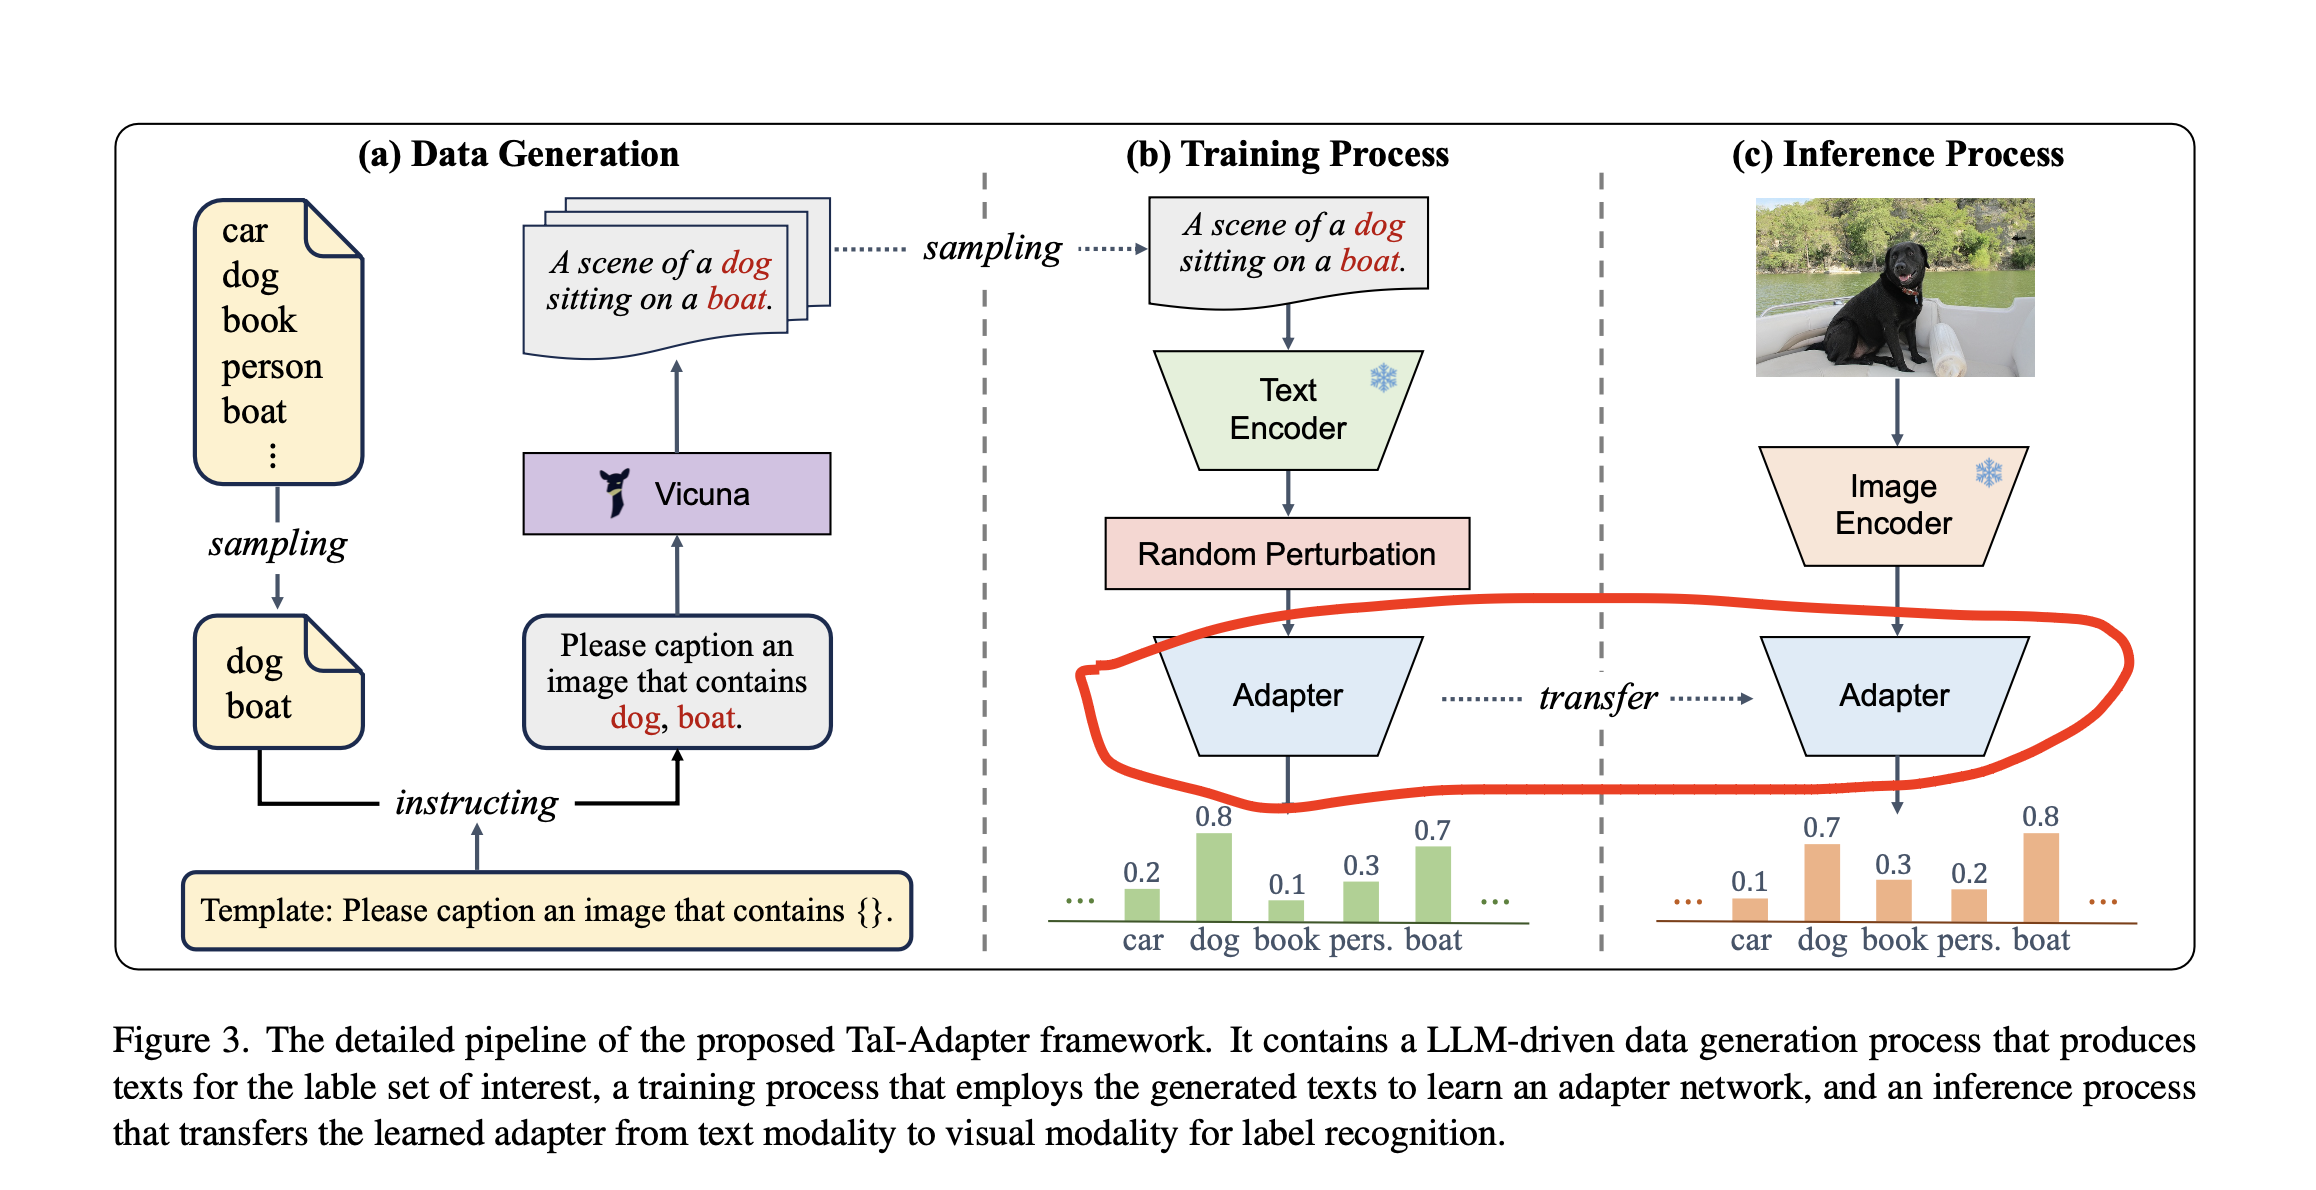 (a) Data Generation
car
dog
book
person
boat
⋮
sampling
dog
boat
instructing
Template: Please caption an image that contains {}.
Please caption an
image that contains
dog, boat.
Vicuna
A scene of a dog
sitting on a boat.
sampling
(b) Training Process
A scene of a dog
sitting on a boat.
Text
Encoder
Random Perturbation
Adapter
transfer
... 0.2 0.8 0.1 0.3 0.7 ...
car dog book pers. boat
(c) Inference Process
Image
Encoder
Adapter
... 0.1 0.7 0.3 0.2 0.8 ...
car dog book pers. boat
Figure 3. The detailed pipeline of the proposed TaI-Adapter framework. It contains a LLM-driven data generation process that produces
texts for the lable set of interest, a training process that employs the generated texts to learn an adapter network, and an inference process
that transfers the learned adapter from text modality to visual modality for label recognition.